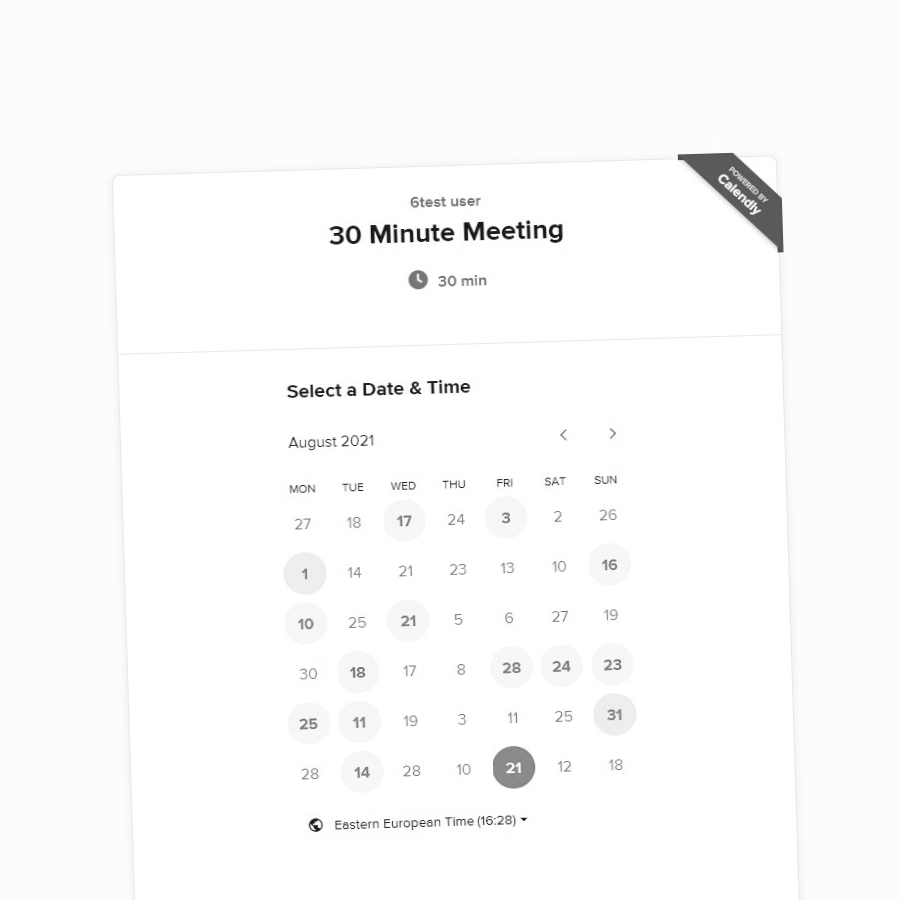 POWERED BY
Calendly
6test user
30 Minute Meeting
30 min
Select a Date & Time
August 2021
MON TUE WED THU FRI SAT SUN
27 18 17 24 3 2 26
1 14 21 23 13 10 16
10 25 21 5 6 27 19
30 18 17 8 28 24 23
25 11 19 3 11 25 31
28 14 28 10 21 12 18
Eastern European Time (16:28)